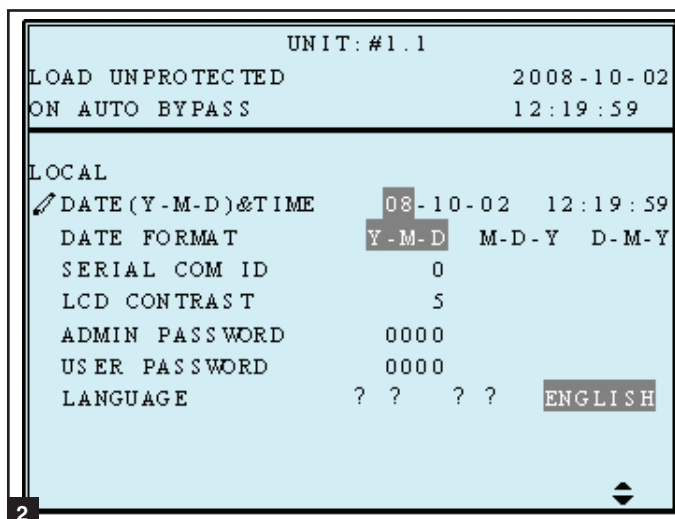 UNIT:#1.1
LOAD UNPROTECTED 2008-10-02
ON AUTO BYPASS 12:19:59
LOCAL
DATE(Y-M-D)&TIME 08-10-02 12:19:59
DATE FORMAT Y-M-D M-D-Y D-M-Y
SERIAL COM ID 0
LCD CONTRAST 5
ADMIN PASSWORD 0000
USER PASSWORD 0000
LANGUAGE ? ? ? ? ENGLISH
2